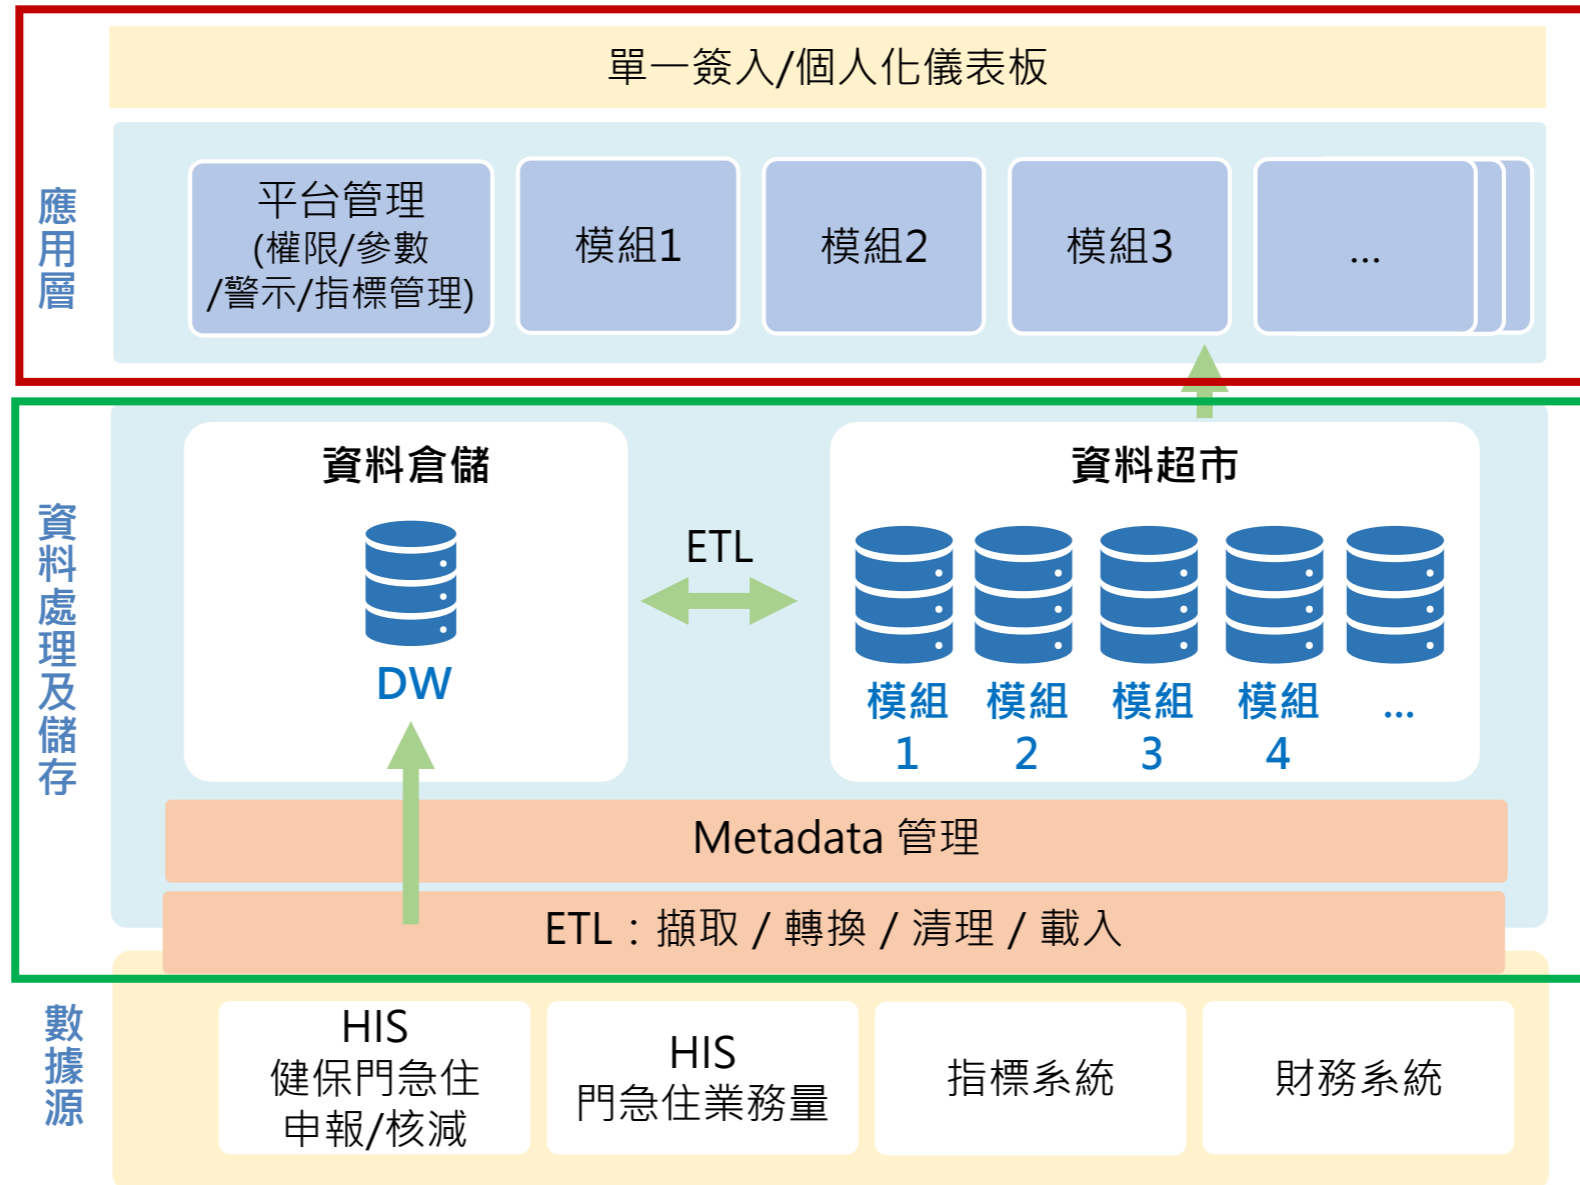 單一簽入/個人化儀表板
應用層
平台管理
(權限/參數
/警示/指標管理)
模組1
模組2
模組3
...
資料處理及儲存
資料倉儲
DW
ETL
資料超市
模組
1
模組
2
模組
3
模組
4
...
Metadata 管理
ETL：擷取 / 轉換 / 清理 / 載入
數據源
HIS
健保門急住
申報/核減
HIS
門急住業務量
指標系統
財務系統